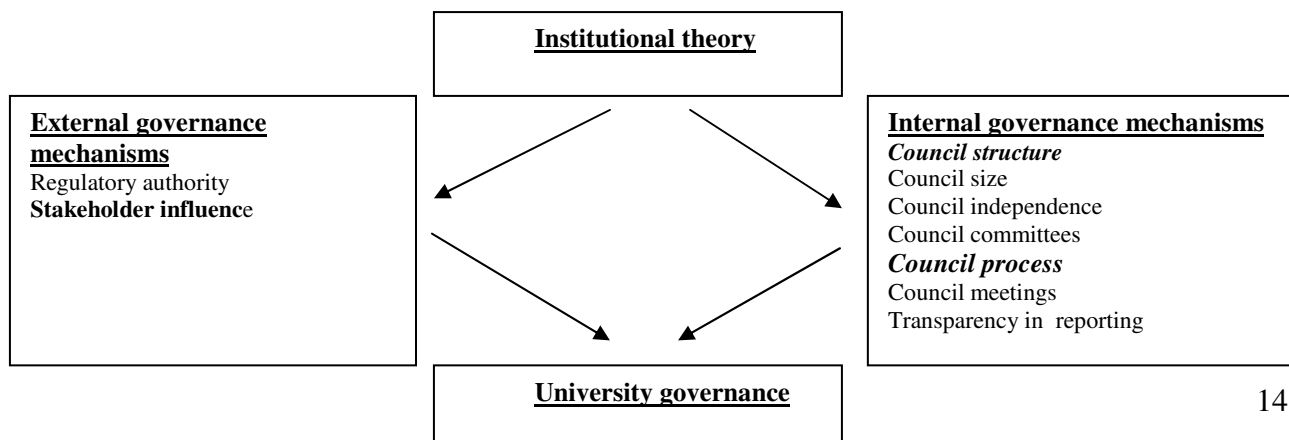 Institutional theory
External governance
mechanisms
Regulatory authority
Stakeholder influence
Internal governance mechanisms
Council structure
Council size
Council independence
Council committees
Council process
Council meetings
Transparency in reporting
University governance
14